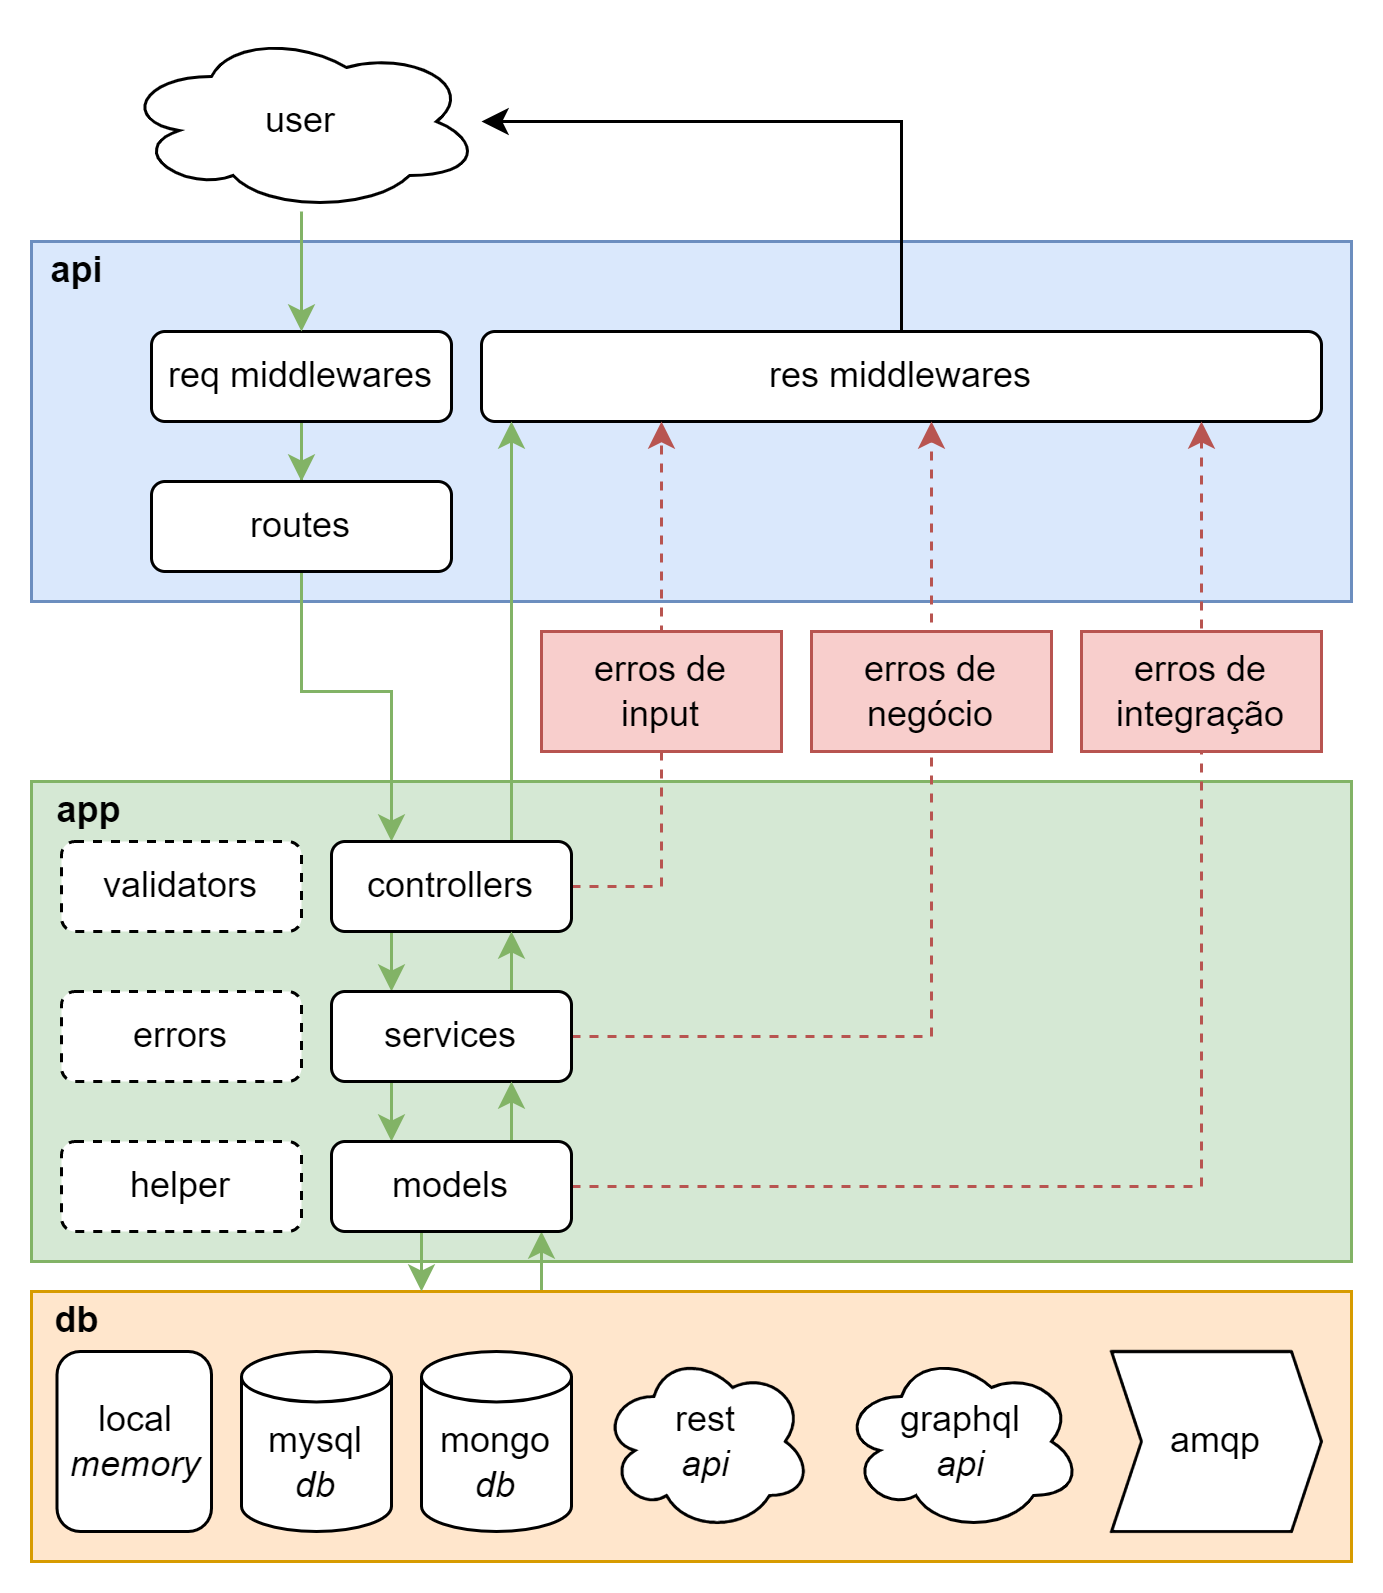 user
api
req middlewares
res middlewares
routes
erros de
input
erros de
negócio
erros de
integração
app
validators
controllers
errors
services
helper
models
db
local
memory
mysql
db
mongo
db
rest
api
graphql
api
amqp